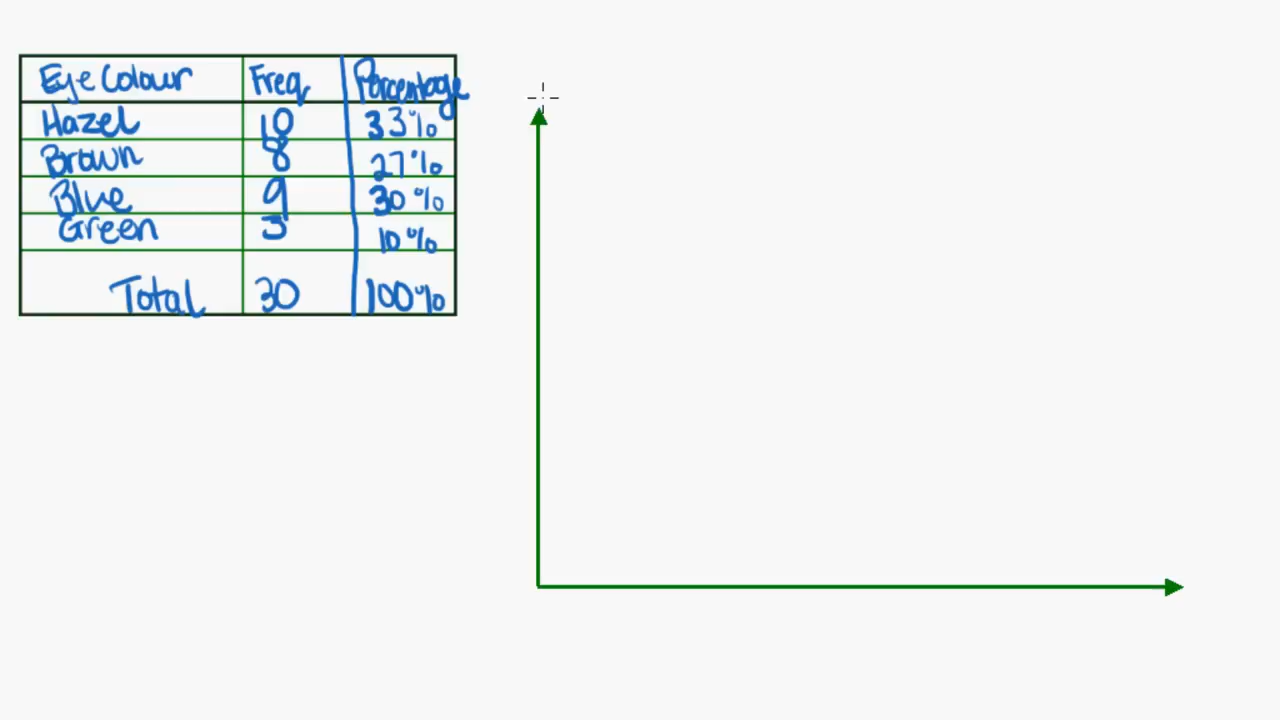 Eye Colour Freq. Percentage
Hazel 10 33%
Brown 8 27%
Blue 9 30%
Green 3 10%
Total 30 100%